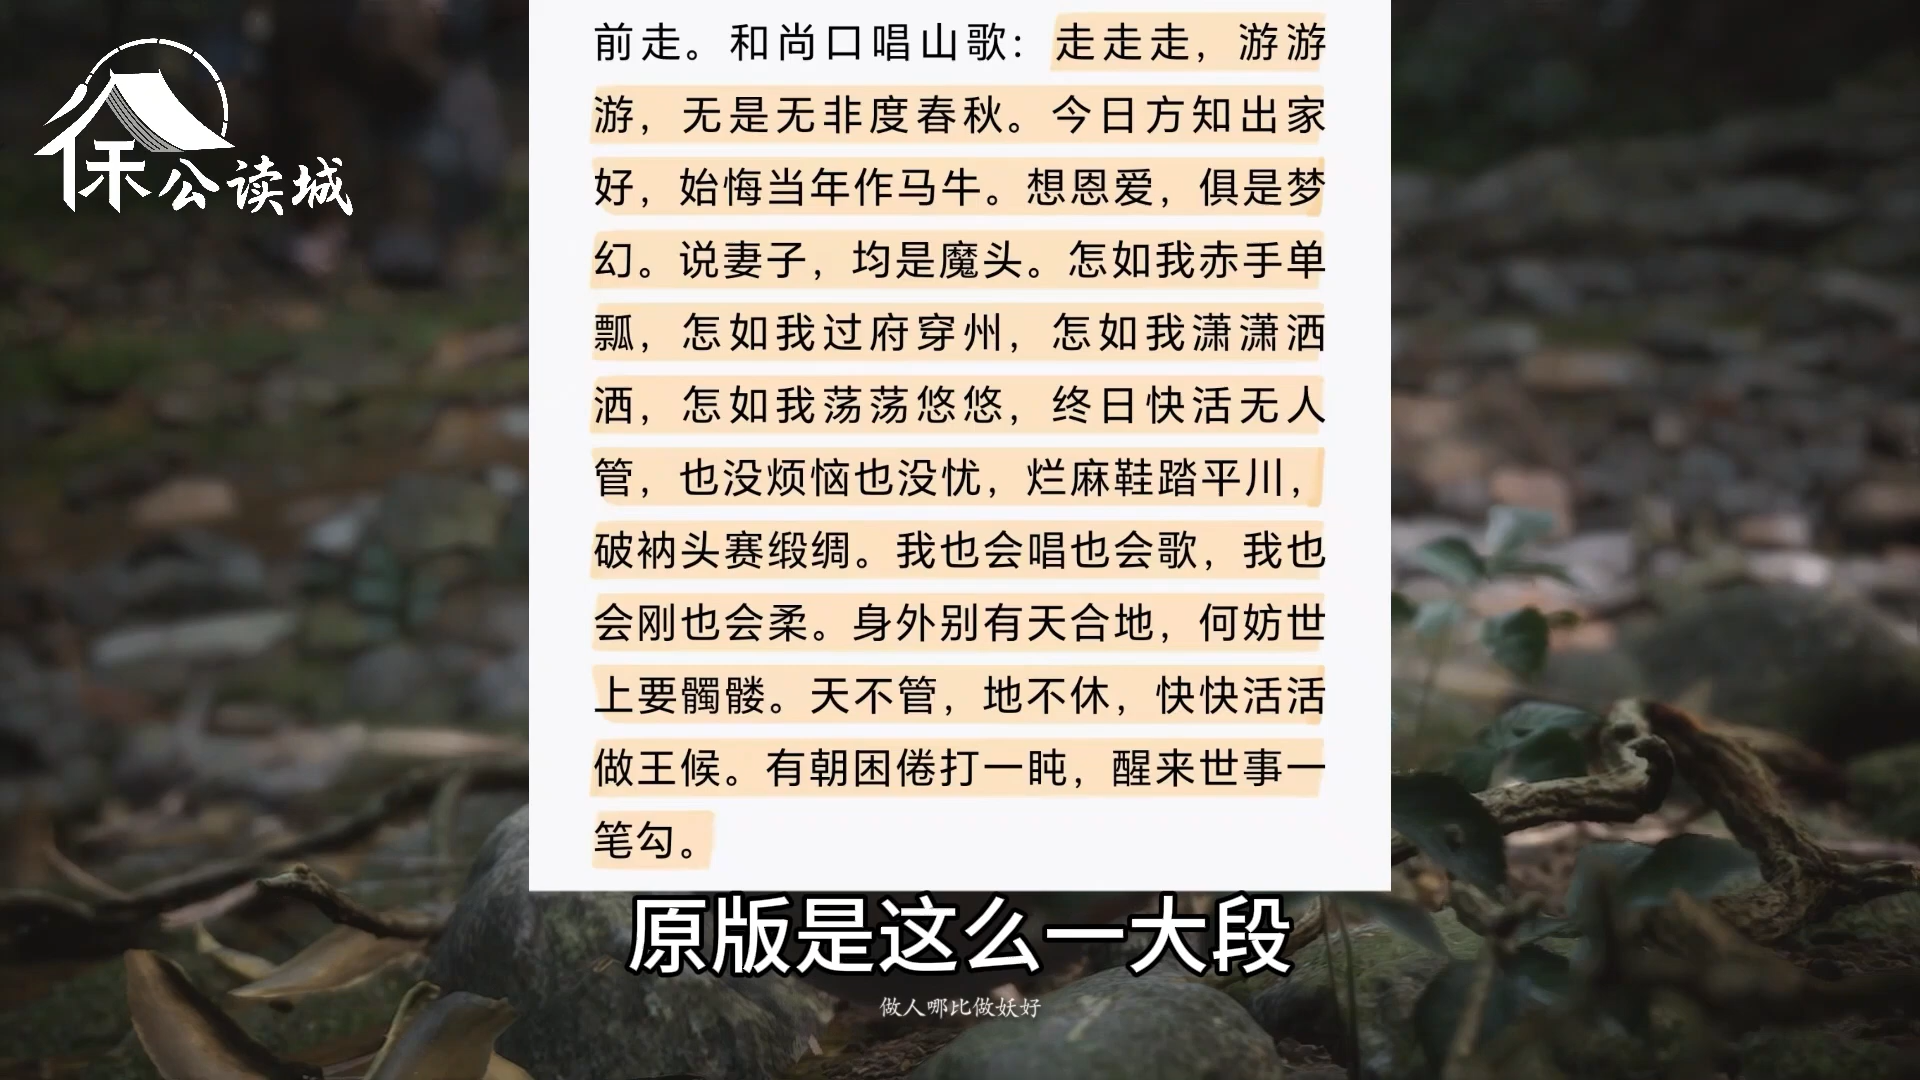 保公读城
前走。和尚口唱山歌：走走走，游游
游，无是无非度春秋。今日方知出家
好，始悔当年作马牛。想恩爱，俱是梦
幻。说妻子，均是魔头。怎如我赤手单
瓢，怎如我过府穿州，怎如我潇潇洒
洒，怎如我荡荡悠悠，终日快活无人
管，也没烦恼也没忧，烂麻鞋踏平川，
破衲头赛缎绸。我也会唱也会歌，我也
会刚也会柔。身外别有天合地，何妨世
上要髑髅。天不管，地不休，快快活活
做王候。有朝困倦打一盹，醒来世事一
笔勾。
原版是这么一大段
做人哪比做妖好